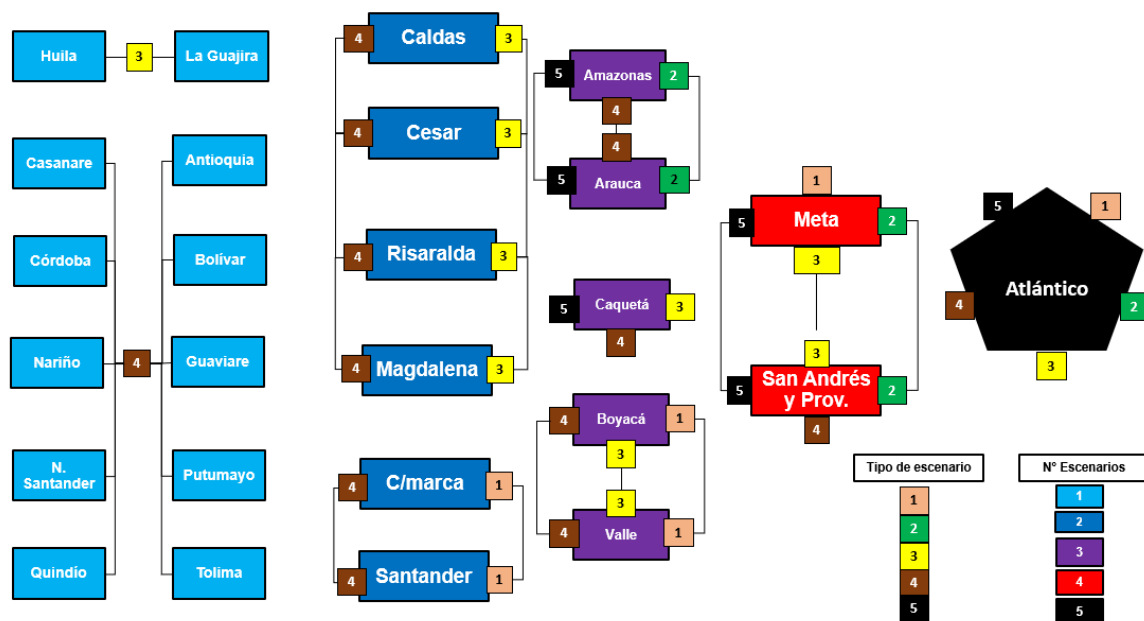 Huila
3
La Guajira
Casanare
Antioquia
Córdoba
Bolívar
Nariño
4
Guaviare
N.
Santander
Putumayo
Quindío
Tolima
4
Caldas
3
4
Cesar
3
4
Risaralda
3
4
Magdalena
3
4
C/marca
1
4
Santander
1
5
Amazonas
2
4
4
5
Arauca
2
5
Caquetá
3
4
4
Boyacá
1
3
3
4
Valle
1
1
5
Meta
2
3
3
5
San Andrés
y Prov.
2
4
5
1
Atlántico
4
2
3
Tipo de escenario
1
2
3
4
5
N° Escenarios
1
2
3
4
5